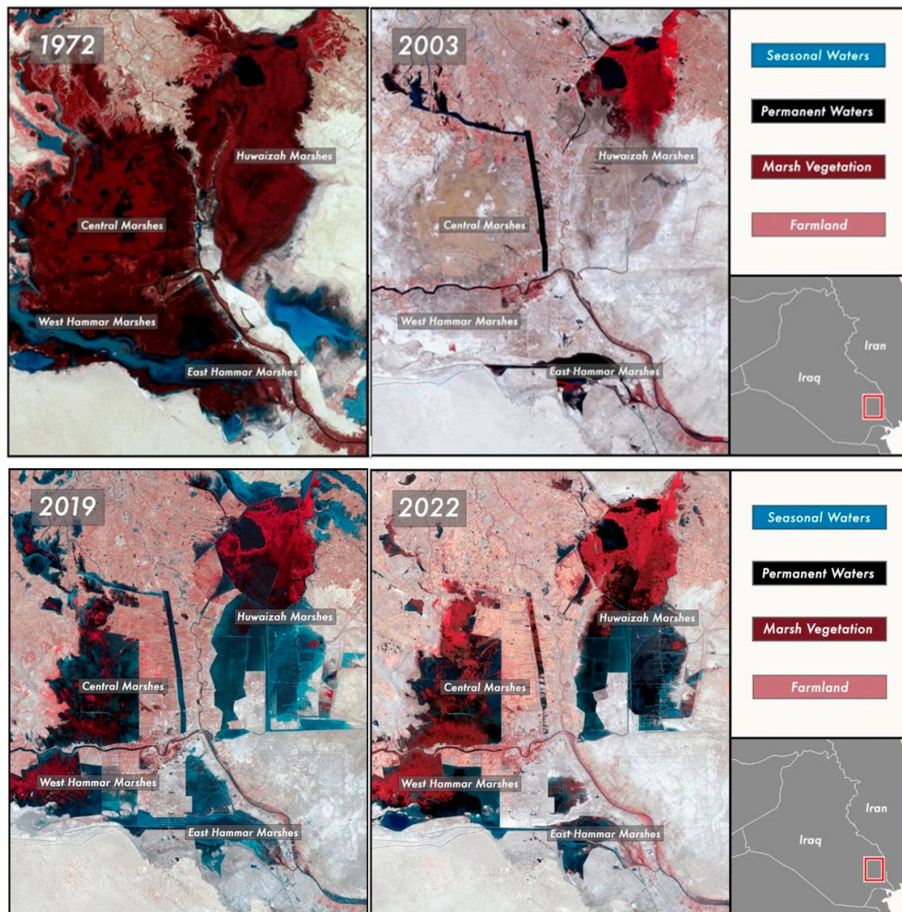 1972
Huwaizah Marshes
Central Marshes
West Hammar Marshes
East Hammar Marshes
2003
Huwaizah Marshes
Central Marshes
West Hammar Marshes
East Hammar Marshes
Seasonal Waters
Permanent Waters
Marsh Vegetation
Farmland
Iran
Iraq
2019
Huwaizah Marshes
Central Marshes
West Hammar Marshes
East Hammar Marshes
2022
Huwaizah Marshes
Central Marshes
West Hammar Marshes
East Hammar Marshes
Seasonal Waters
Permanent Waters
Marsh Vegetation
Farmland
Iran
Iraq